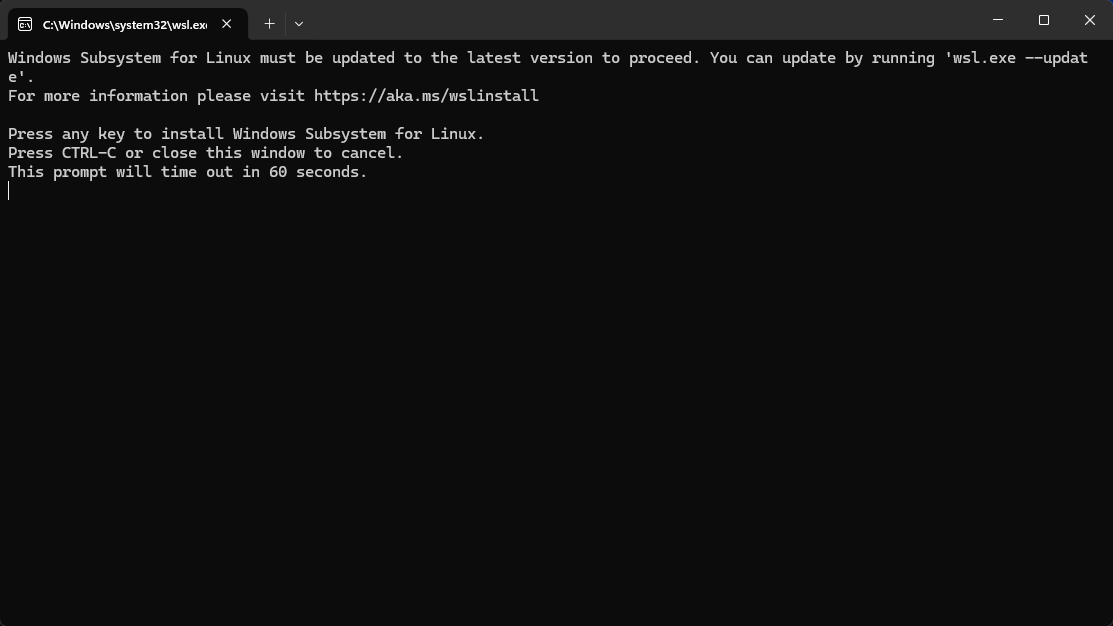 C:\Windows\system32\wsl.exe
Windows Subsystem for Linux must be updated to the latest version to proceed. You can update by running 'wsl.exe --updat
e'.
For more information please visit https://aka.ms/wslinstall
Press any key to install Windows Subsystem for Linux.
Press CTRL-C or close this window to cancel.
This prompt will time out in 60 seconds.